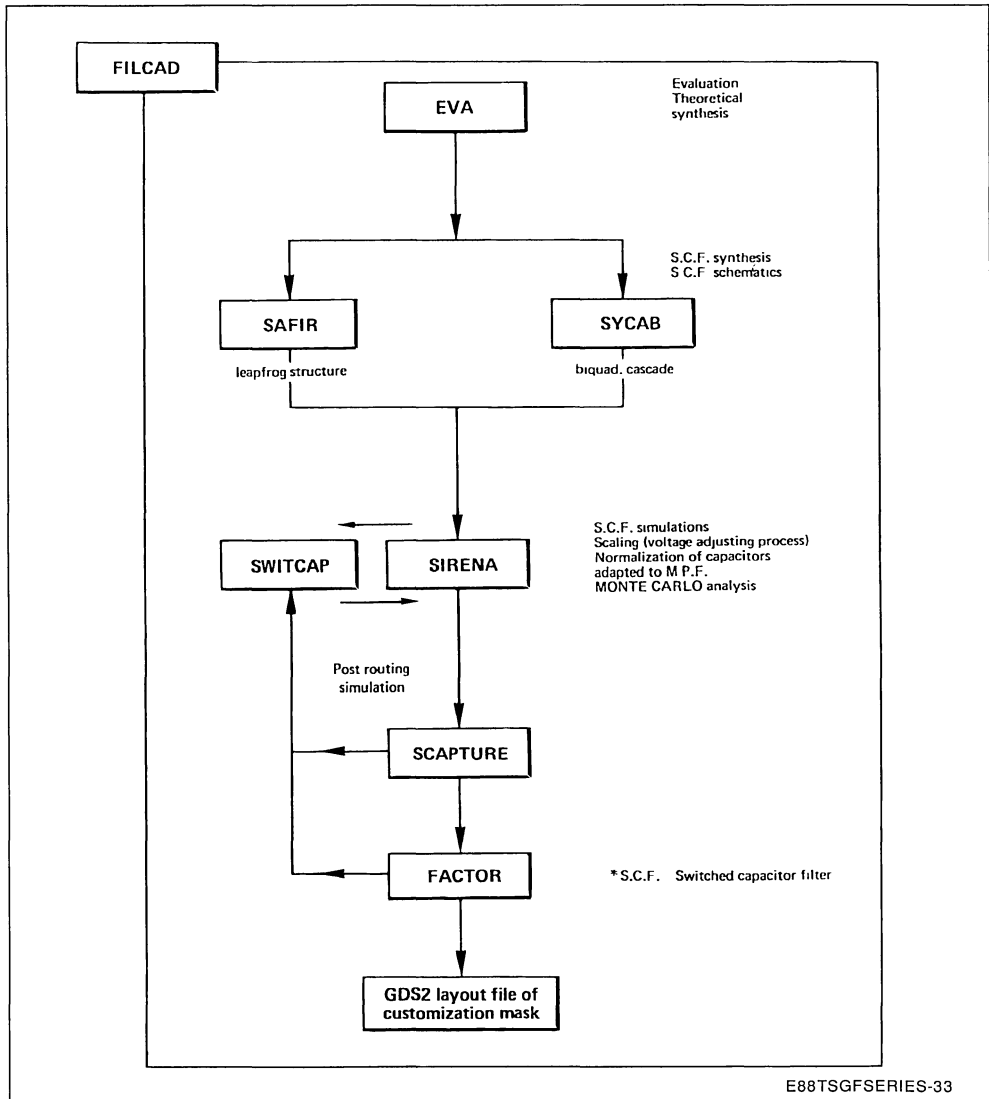 FILCAD
EVA
Evaluation
Theoretical
synthesis
S.C.F. synthesis
S C.F schematics
SAFIR
SYCAB
leapfrog structure
biquad. cascade
SWITCAP
SIRENA
S.C.F. simulations
Scaling (voltage adjusting process)
Normalization of capacitors
adapted to M P.F.
MONTE CARLO analysis
Post routing
simulation
SCAPTURE
FACTOR
*S.C.F. Switched capacitor filter
GDS2 layout file of
customization mask
E88TSGFSERIES-33